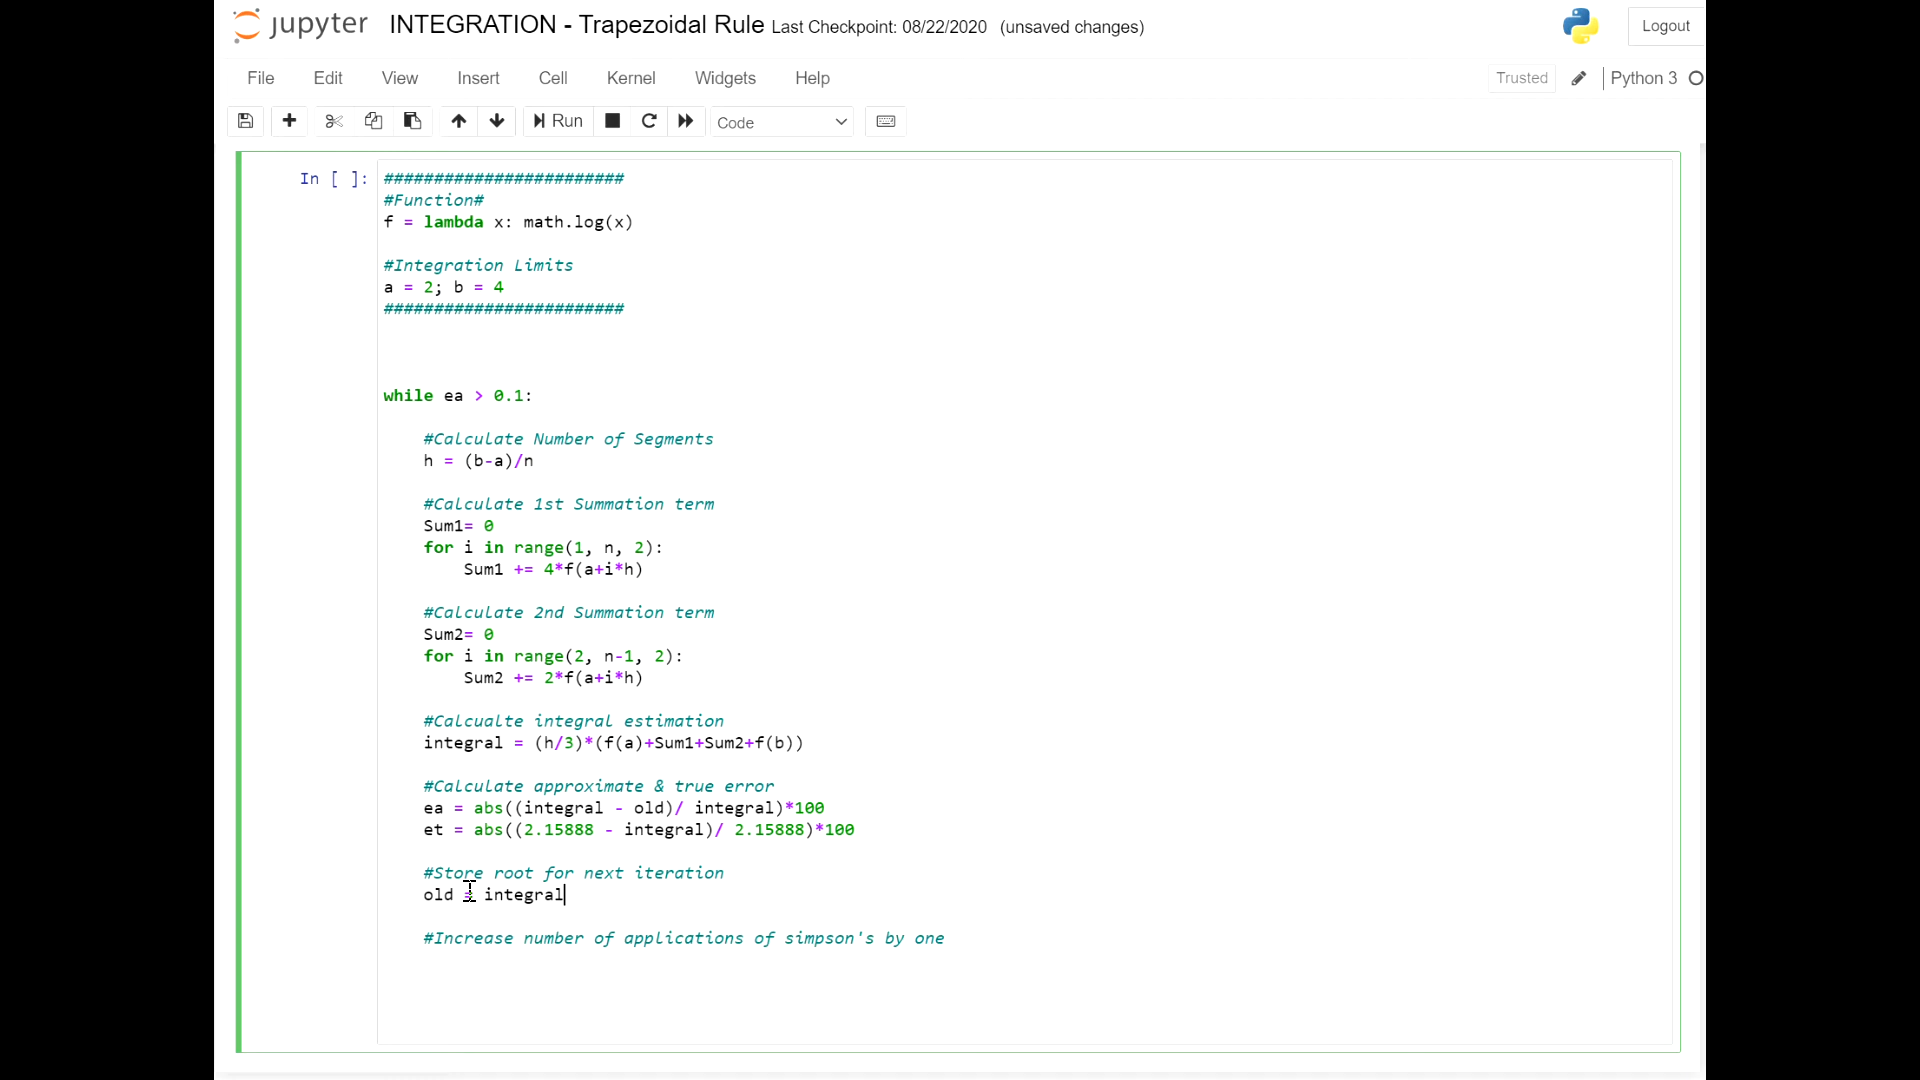 jupyter INTEGRATION - Trapezoidal Rule Last Checkpoint: 08/22/2020 (unsaved changes) Logout
File Edit View Insert Cell Kernel Widgets Help Trusted Python 3
Run Code
In [ ]: ########################
#Function#
f = lambda x: math.log(x)
#Integration Limits
a = 2; b = 4
########################
while ea > 0.1:
#Calculate Number of Segments
h = (b-a)/n
#Calculate 1st Summation term
Sum1= 0
for i in range(1, n, 2):
Sum1 += 4*f(a+i*h)
#Calculate 2nd Summation term
Sum2= 0
for i in range(2, n-1, 2):
Sum2 += 2*f(a+i*h)
#Calcualte integral estimation
integral = (h/3)*(f(a)+Sum1+Sum2+f(b))
#Calculate approximate & true error
ea = abs((integral - old)/ integral)*100
et = abs((2.15888 - integral)/ 2.15888)*100
#Store root for next iteration
old = integral
#Increase number of applications of simpson's by one